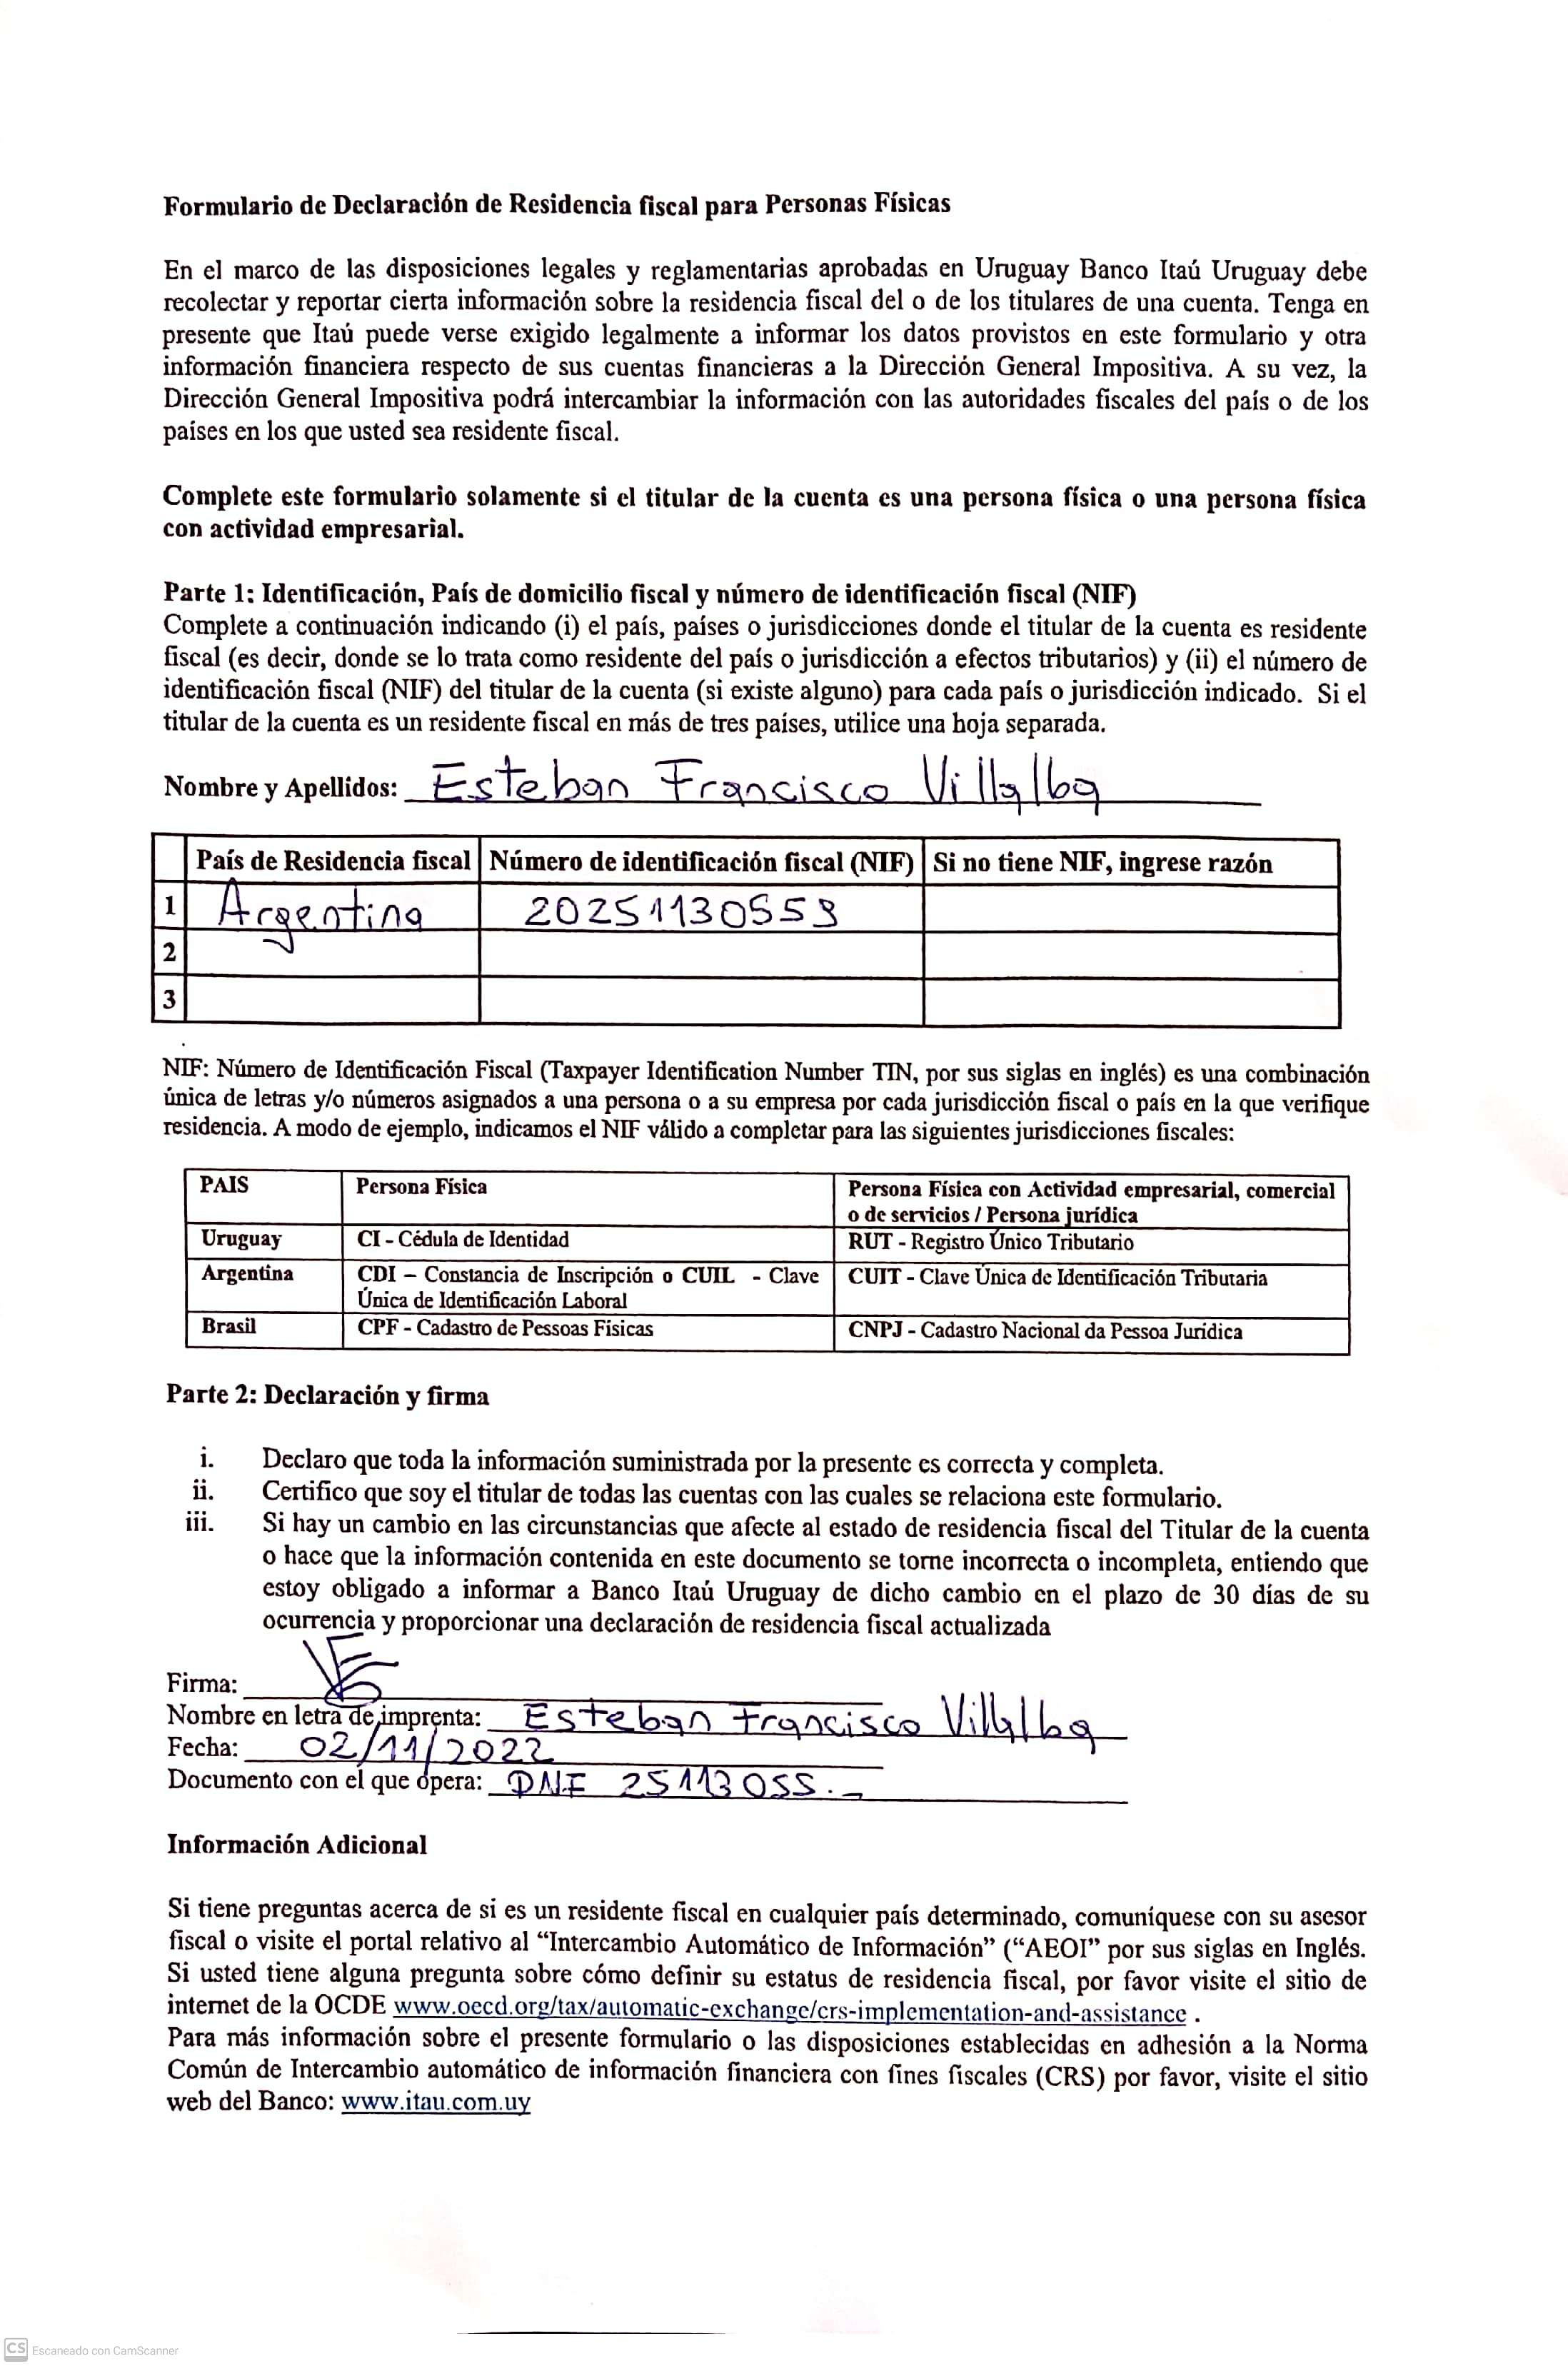 Formulario de Declaración de Residencia fiscal para Personas Físicas
En el marco de las disposiciones legales y reglamentarias aprobadas en Uruguay Banco Itaú Uruguay debe
recolectar y reportar cierta información sobre la residencia fiscal del o de los titulares de una cuenta. Tenga en
presente que Itaú puede verse exigido legalmente a informar los datos provistos en este formulario y otra
información financiera respecto de sus cuentas financieras a la Dirección General Impositiva. A su vez, la
Dirección General Impositiva podrá intercambiar la información con las autoridades fiscales del país o de los
países en los que usted sea residente fiscal.
Complete este formulario solamente si el titular de la cuenta es una persona física o una persona física
con actividad empresarial.
Parte 1: Identificación, País de domicilio fiscal y número de identificación fiscal (NIF)
Complete a continuación indicando (i) el país, países o jurisdicciones donde el titular de la cuenta es residente
fiscal (es decir, donde se lo trata como residente del país o jurisdicción a efectos tributarios) y (ii) el número de
identificación fiscal (NIF) del titular de la cuenta (si existe alguno) para cada país o jurisdicción indicado. Si el
titular de la cuenta es un residente fiscal en más de tres países, utilice una hoja separada.
Nombre y Apellidos: Esteban Francisco Villalba
País de Residencia fiscal Número de identificación fiscal (NIF) Si no tiene NIF, ingrese razón
1 Argentina 20251130559
2
3
NIF: Número de Identificación Fiscal (Taxpayer Identification Number TIN, por sus siglas en inglés) es una combinación
única de letras y/o números asignados a una persona o a su empresa por cada jurisdicción fiscal o país en la que verifique
residencia. A modo de ejemplo, indicamos el NIF válido a completar para las siguientes jurisdicciones fiscales:
PAIS Persona Física Persona Física con Actividad empresarial, comercial
o de servicios / Persona jurídica
Uruguay CI - Cédula de Identidad RUT - Registro Único Tributario
Argentina CDI – Constancia de Inscripción o CUIL - Clave CUIT - Clave Única de Identificación Tributaria
Única de Identificación Laboral
Brasil CPF - Cadastro de Pessoas Físicas CNPJ - Cadastro Nacional da Pessoa Jurídica
Parte 2: Declaración y firma
i. Declaro que toda la información suministrada por la presente es correcta y completa.
ii. Certifico que soy el titular de todas las cuentas con las cuales se relaciona este formulario.
iii. Si hay un cambio en las circunstancias que afecte al estado de residencia fiscal del Titular de la cuenta
o hace que la información contenida en este documento se torne incorrecta o incompleta, entiendo que
estoy obligado a informar a Banco Itaú Uruguay de dicho cambio en el plazo de 30 días de su
ocurrencia y proporcionar una declaración de residencia fiscal actualizada
Firma:
Nombre en letra de imprenta: Esteban Francisco Villalba
Fecha: 02/11/2022
Documento con el que opera: DNI 25113055.-
Información Adicional
Si tiene preguntas acerca de si es un residente fiscal en cualquier país determinado, comuníquese con su asesor
fiscal o visite el portal relativo al “Intercambio Automático de Información” (“AEOI” por sus siglas en Inglés.
Si usted tiene alguna pregunta sobre cómo definir su estatus de residencia fiscal, por favor visite el sitio de
internet de la OCDE www.oecd.org/tax/automatic-exchange/crs-implementation-and-assistance .
Para más información sobre el presente formulario o las disposiciones establecidas en adhesión a la Norma
Común de Intercambio automático de información financiera con fines fiscales (CRS) por favor, visite el sitio
web del Banco: www.itau.com.uy
CS Escaneado con CamScanner